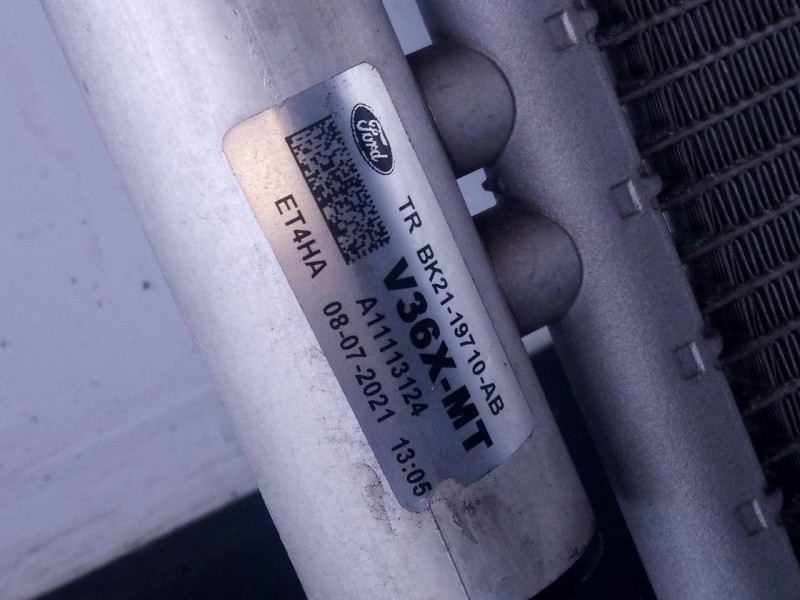 Ford
TR BK21-19710-AB
V36X-MT
A11113124
ET4HA 08-07-2021 13:05